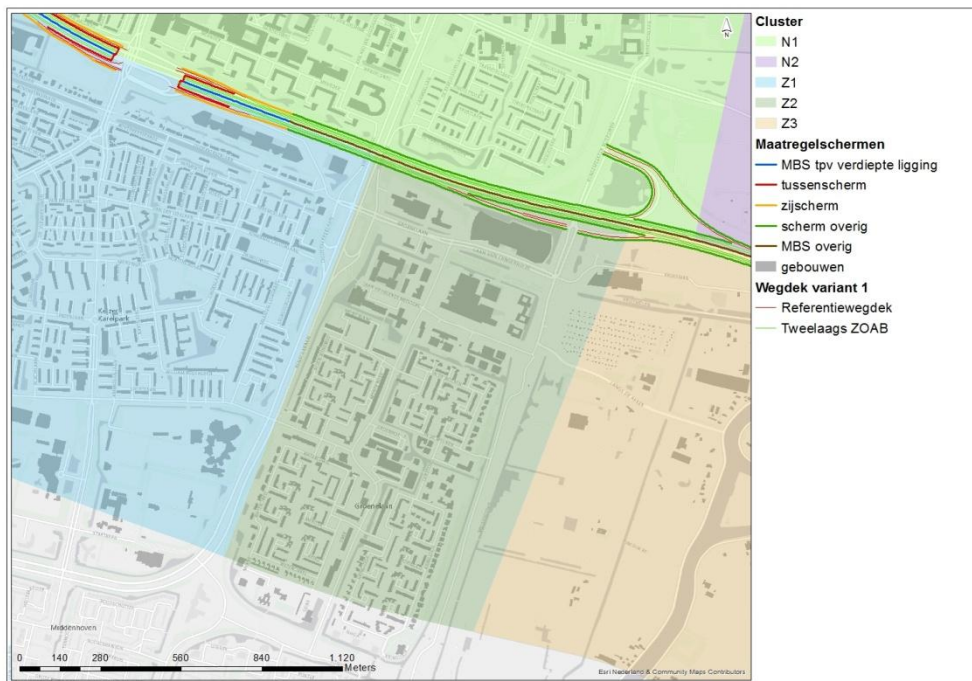 N
Cluster
N1
N2
Z1
Z2
Z3
Maatregelschermen
MBS tpv verdiepte ligging
tussenscherm
zijscherm
scherm overig
MBS overig
gebouwen
Wegdek variant 1
Referentiewegdek
Tweelaags ZOAB
Keizer
Karelpark
Groenelaan
Middenhoven
0 140 280 560 840 1.120
Meters
Esri Nederland & Community Maps Contributors